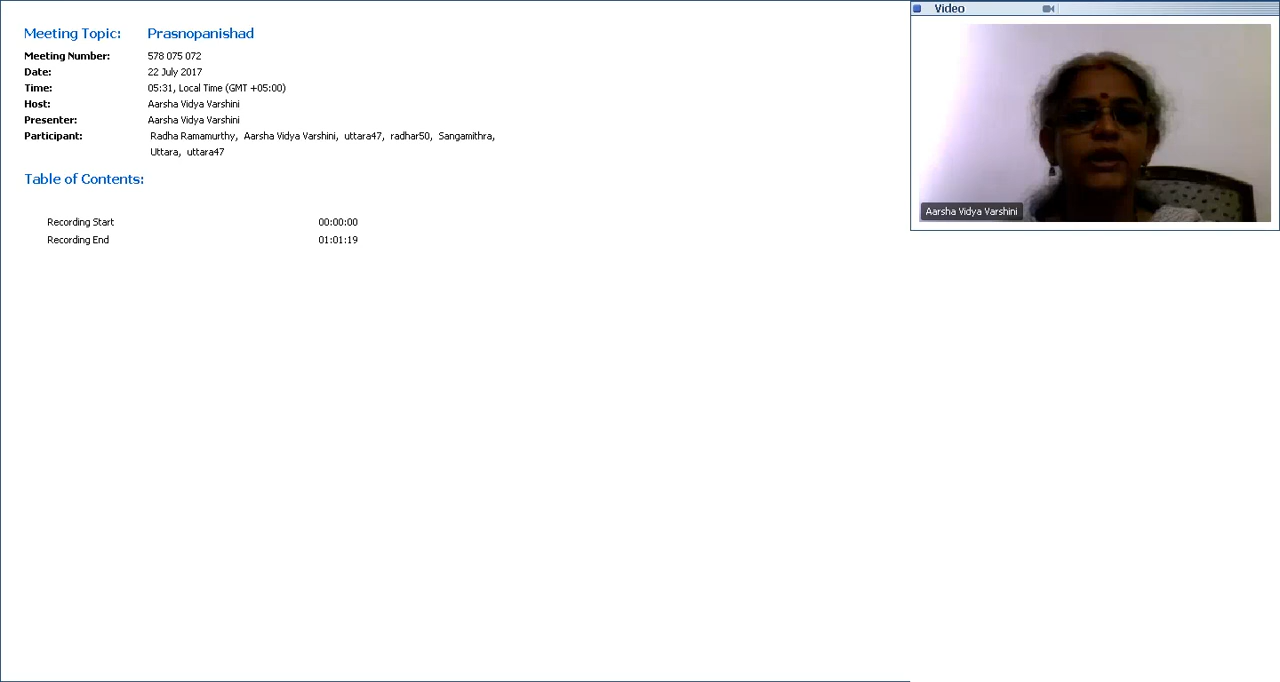 Meeting Topic: Prasnopanishad
Meeting Number: 578 075 072
Date: 22 July 2017
Time: 05:31, Local Time (GMT +05:00)
Host: Aarsha Vidya Varshini
Presenter: Aarsha Vidya Varshini
Participant: Radha Ramamurthy, Aarsha Vidya Varshini, uttara47, radhar50, Sangamithra,
Uttara, uttara47
Table of Contents:
Recording Start 00:00:00
Recording End 01:01:19
Video
Aarsha Vidya Varshini